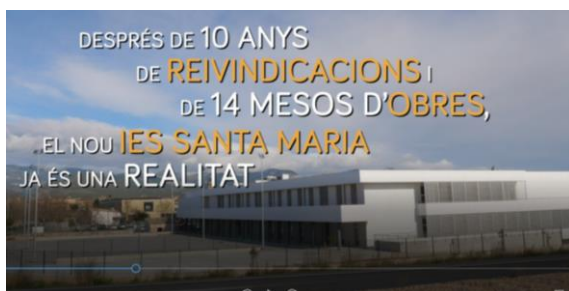 DESPRÉS DE 10 ANYS
DE REIVINDICACIONS I
DE 14 MESOS D'OBRES,
EL NOU IES SANTA MARIA
JA ÉS UNA REALITAT